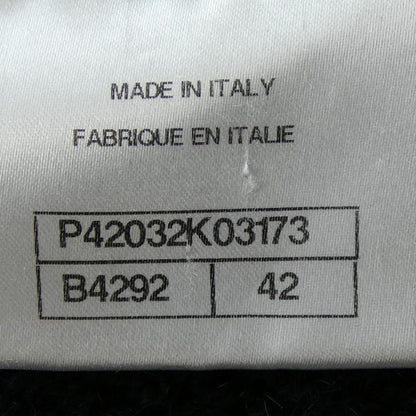 MADE IN ITALY
FABRIQUE EN ITALIE
P42032K03173
B4292 42